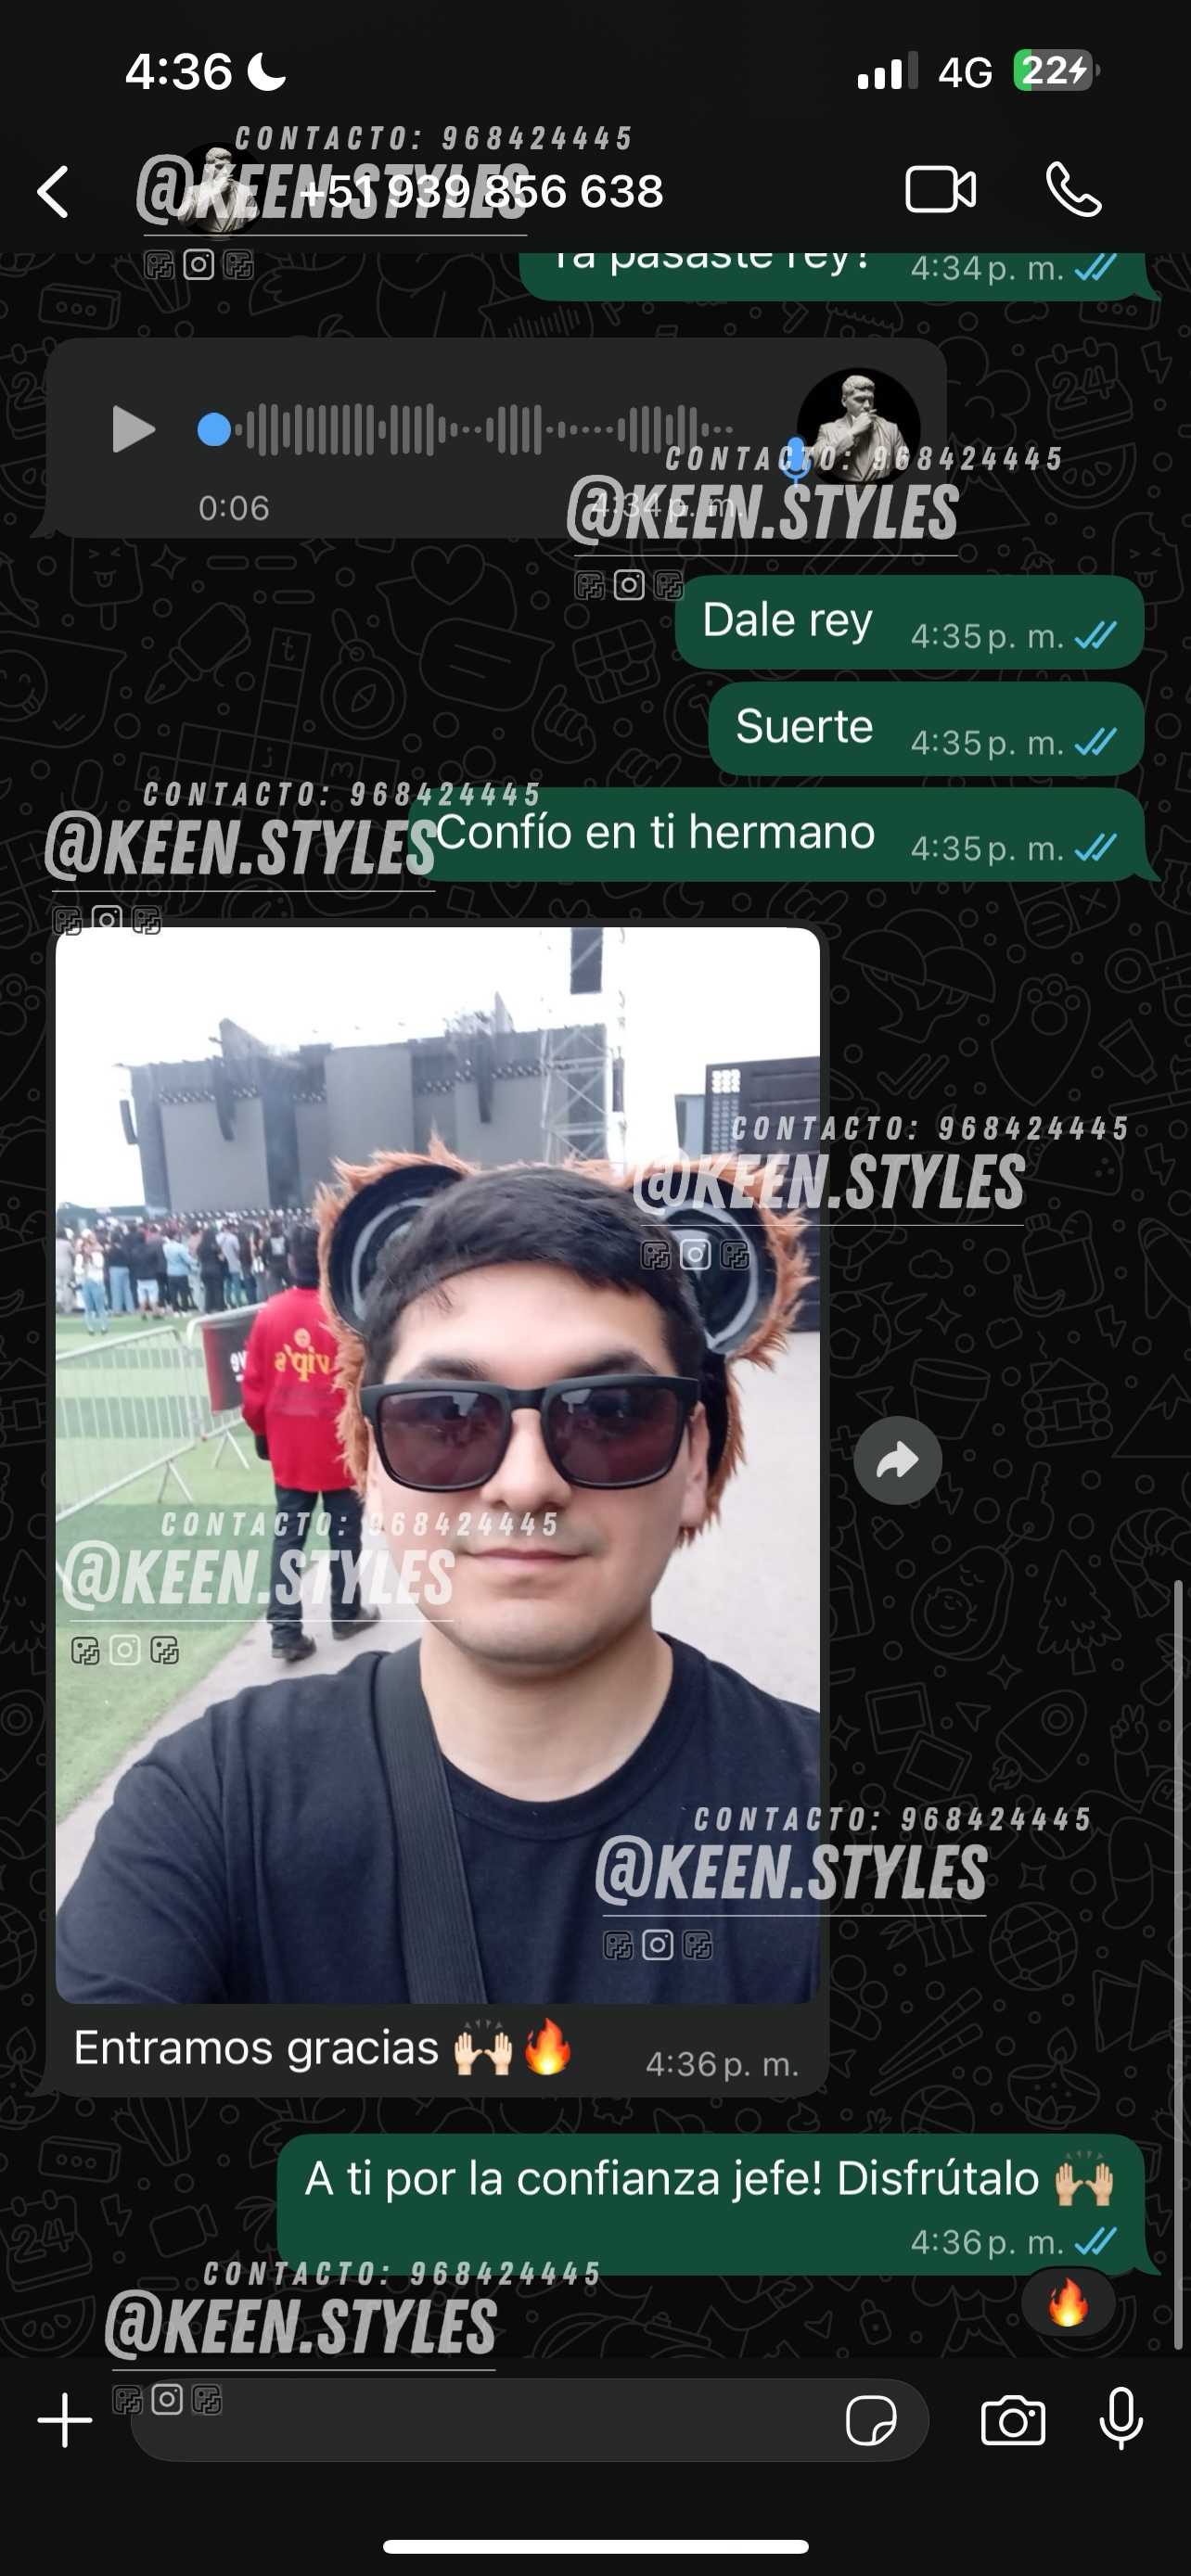 4:36
4G
22
CONTACTO: 968424445
@KEEN.STYLES
+51 939 856 638
Ya pasaste rey?
4:34 p. m.
0:06
4:34 p. m.
CONTACTO: 968424445
@KEEN.STYLES
Dale rey
4:35 p. m.
Suerte
4:35 p. m.
CONTACTO: 968424445
@KEEN.STYLES
Confío en ti hermano
4:35 p. m.
CONTACTO: 968424445
@KEEN.STYLES
vip's
CONTACTO: 968424445
@KEEN.STYLES
CONTACTO: 968424445
@KEEN.STYLES
Entramos gracias 🙌🏻🔥
4:36 p. m.
A ti por la confianza jefe! Disfrútalo 🙌🏼
4:36 p. m.
🔥
CONTACTO: 968424445
@KEEN.STYLES